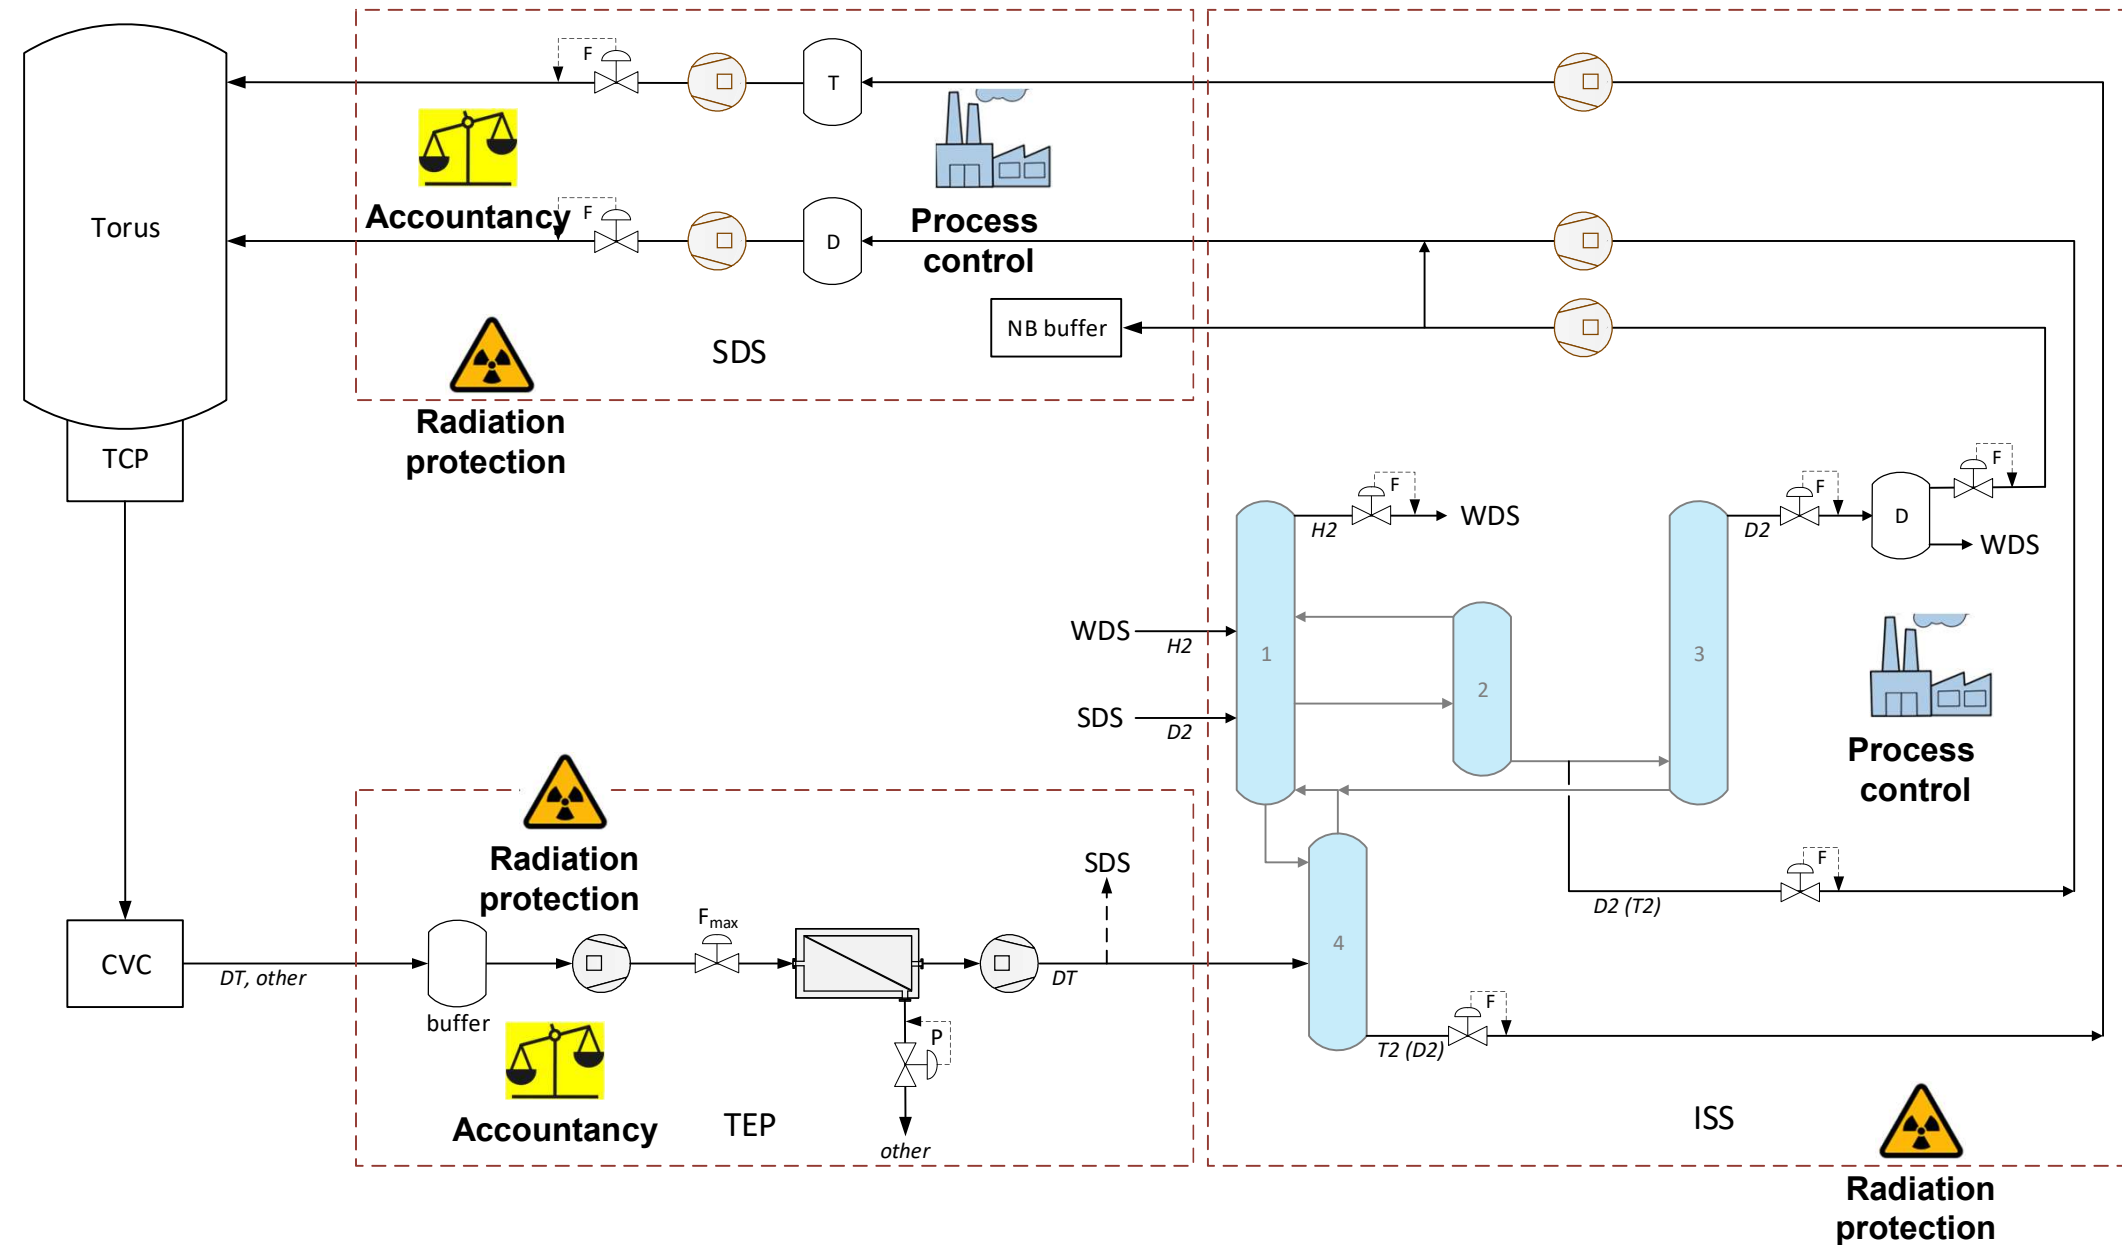 F
T
Torus
Accountancy
F
D
Process
control
NB buffer
SDS
Radiation
protection
TCP
F
H2
WDS
F
D2
D
F
WDS
WDS
H2
1
2
3
SDS
D2
Process
control
Radiation
protection
SDS
F
D2 (T2)
Fmax
4
CVC
DT, other
DT
buffer
P
F
T2 (D2)
Accountancy
TEP
other
ISS
Radiation
protection